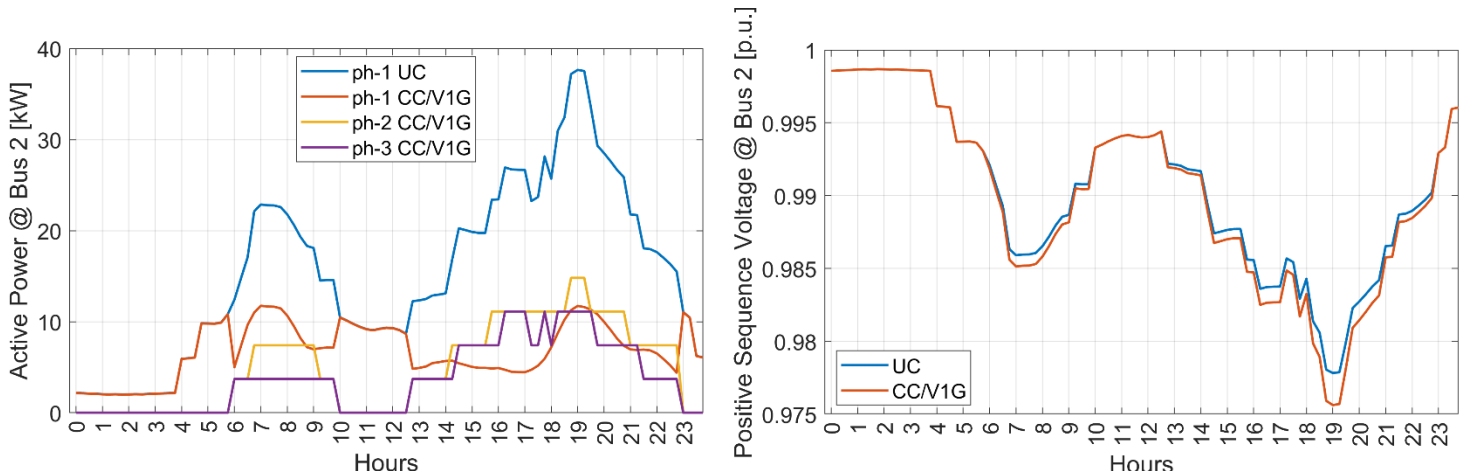 Active Power @ Bus 2 [kW]
40
30
20
10
0
ph-1 UC
ph-1 CC/V1G
ph-2 CC/V1G
ph-3 CC/V1G
0 1 2 3 4 5 6 7 8 9 10 11 12 13 14 15 16 17 18 19 20 21 22 23
Hours
Positive Sequence Voltage @ Bus 2 [p.u.]
1
0.995
0.99
0.985
0.98
0.975
UC
CC/V1G
0 1 2 3 4 5 6 7 8 9 10 11 12 13 14 15 16 17 18 19 20 21 22 23
Hours